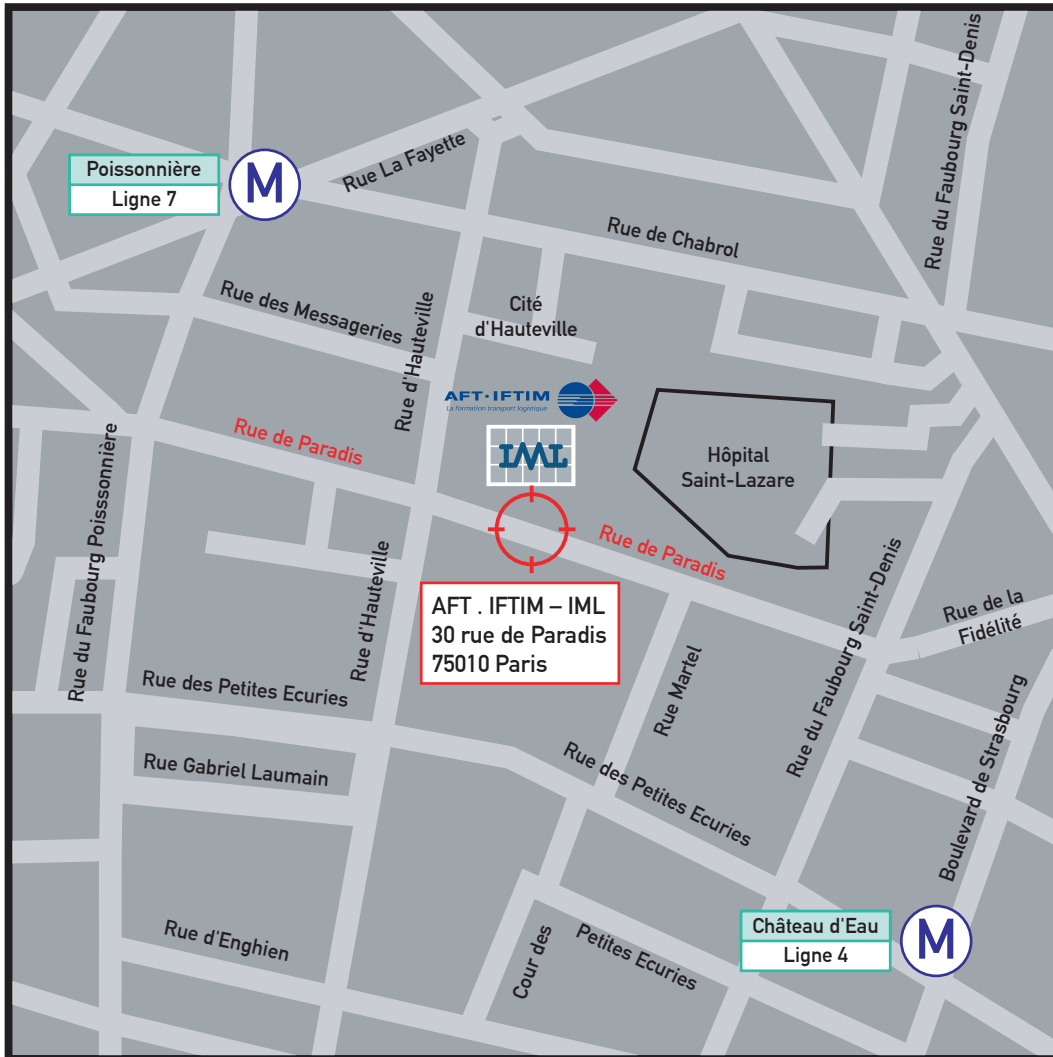 Rue du Faubourg Saint-Denis
Poissonnière
Ligne 7
M
Rue La Fayette
Rue de Chabrol
Rue des Messageries
Rue d'Hauteville
Cité
d'Hauteville
AFT·IFTIM
La formation transport logistique
IML
Rue de Paradis
Hôpital
Saint-Lazare
Rue du Faubourg Poisssonnière
Rue de Paradis
Rue d'Hauteville
AFT . IFTIM – IML
30 rue de Paradis
75010 Paris
Rue du Faubourg Saint-Denis
Rue de la
Fidélité
Rue Martel
Rue des Petites Ecuries
Boulevard de Strasbourg
Rue Gabriel Laumain
Rue des Petites Ecuries
Rue d'Enghien
Cour des
Petites Ecuries
Château d'Eau
Ligne 4
M